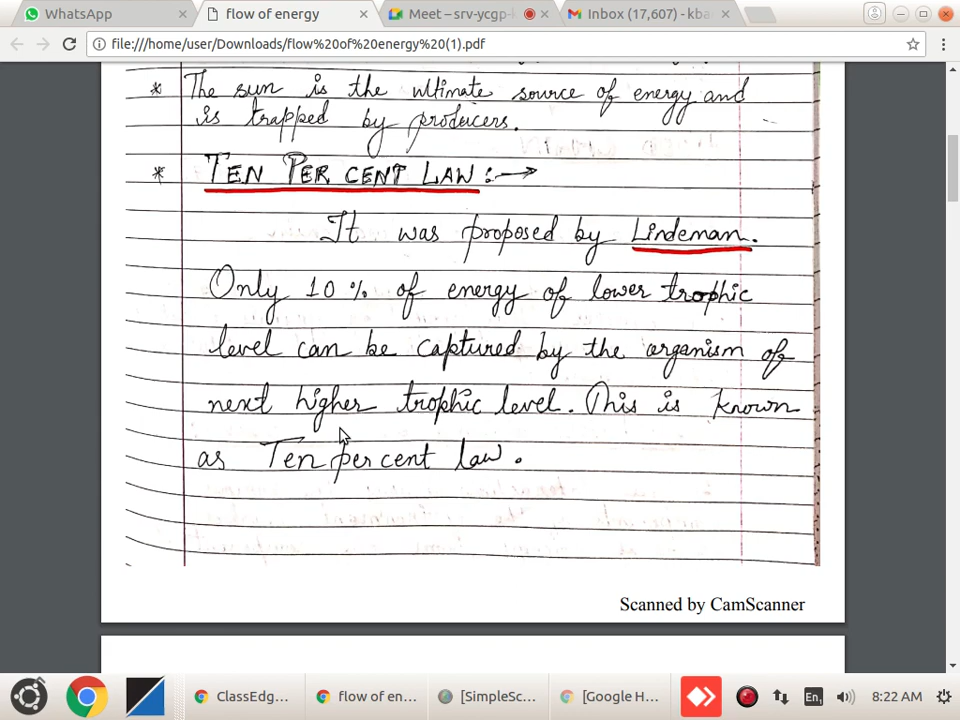 WhatsApp
flow of energy
Meet – srv-ycgp-
Inbox (17,607) - kba
file:///home/user/Downloads/flow%20of%20energy%20(1).pdf
* The sun is the ultimate source of energy and
is trapped by producers.
* TEN PER CENT LAW :→
It was proposed by Lindeman.
Only 10 % of energy of lower trophic
level can be captured by the organism of
next higher trophic level. This is known
as Ten per cent law.
Scanned by CamScanner
ClassEdg...
flow of en...
[SimpleSc...
[Google H...
En1
8:22 AM